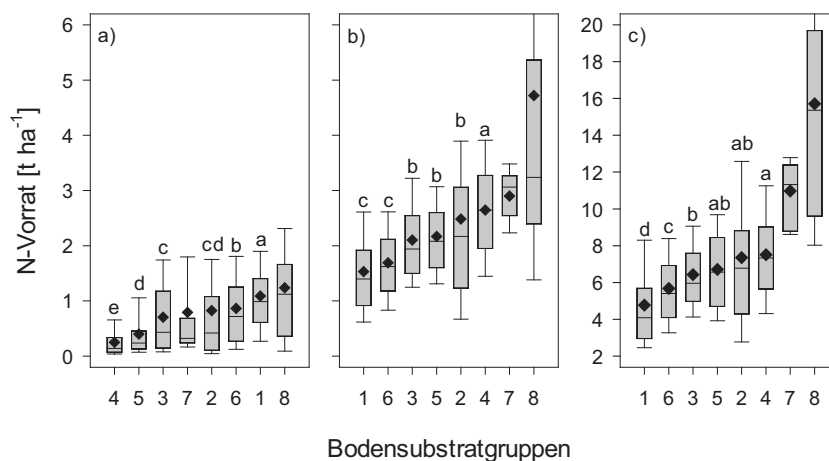 N-Vorrat [t ha⁻¹]
a)
6
5
4
3
2
1
0
e
d
c
cd
b
a
4 5 3 7 2 6 1 8
b)
c
c
b
b
b
a
1 6 3 5 2 4 7 8
c)
20
18
16
14
12
10
8
6
4
2
d
c
b
ab
ab
a
1 6 3 5 2 4 7 8
Bodensubstratgruppen